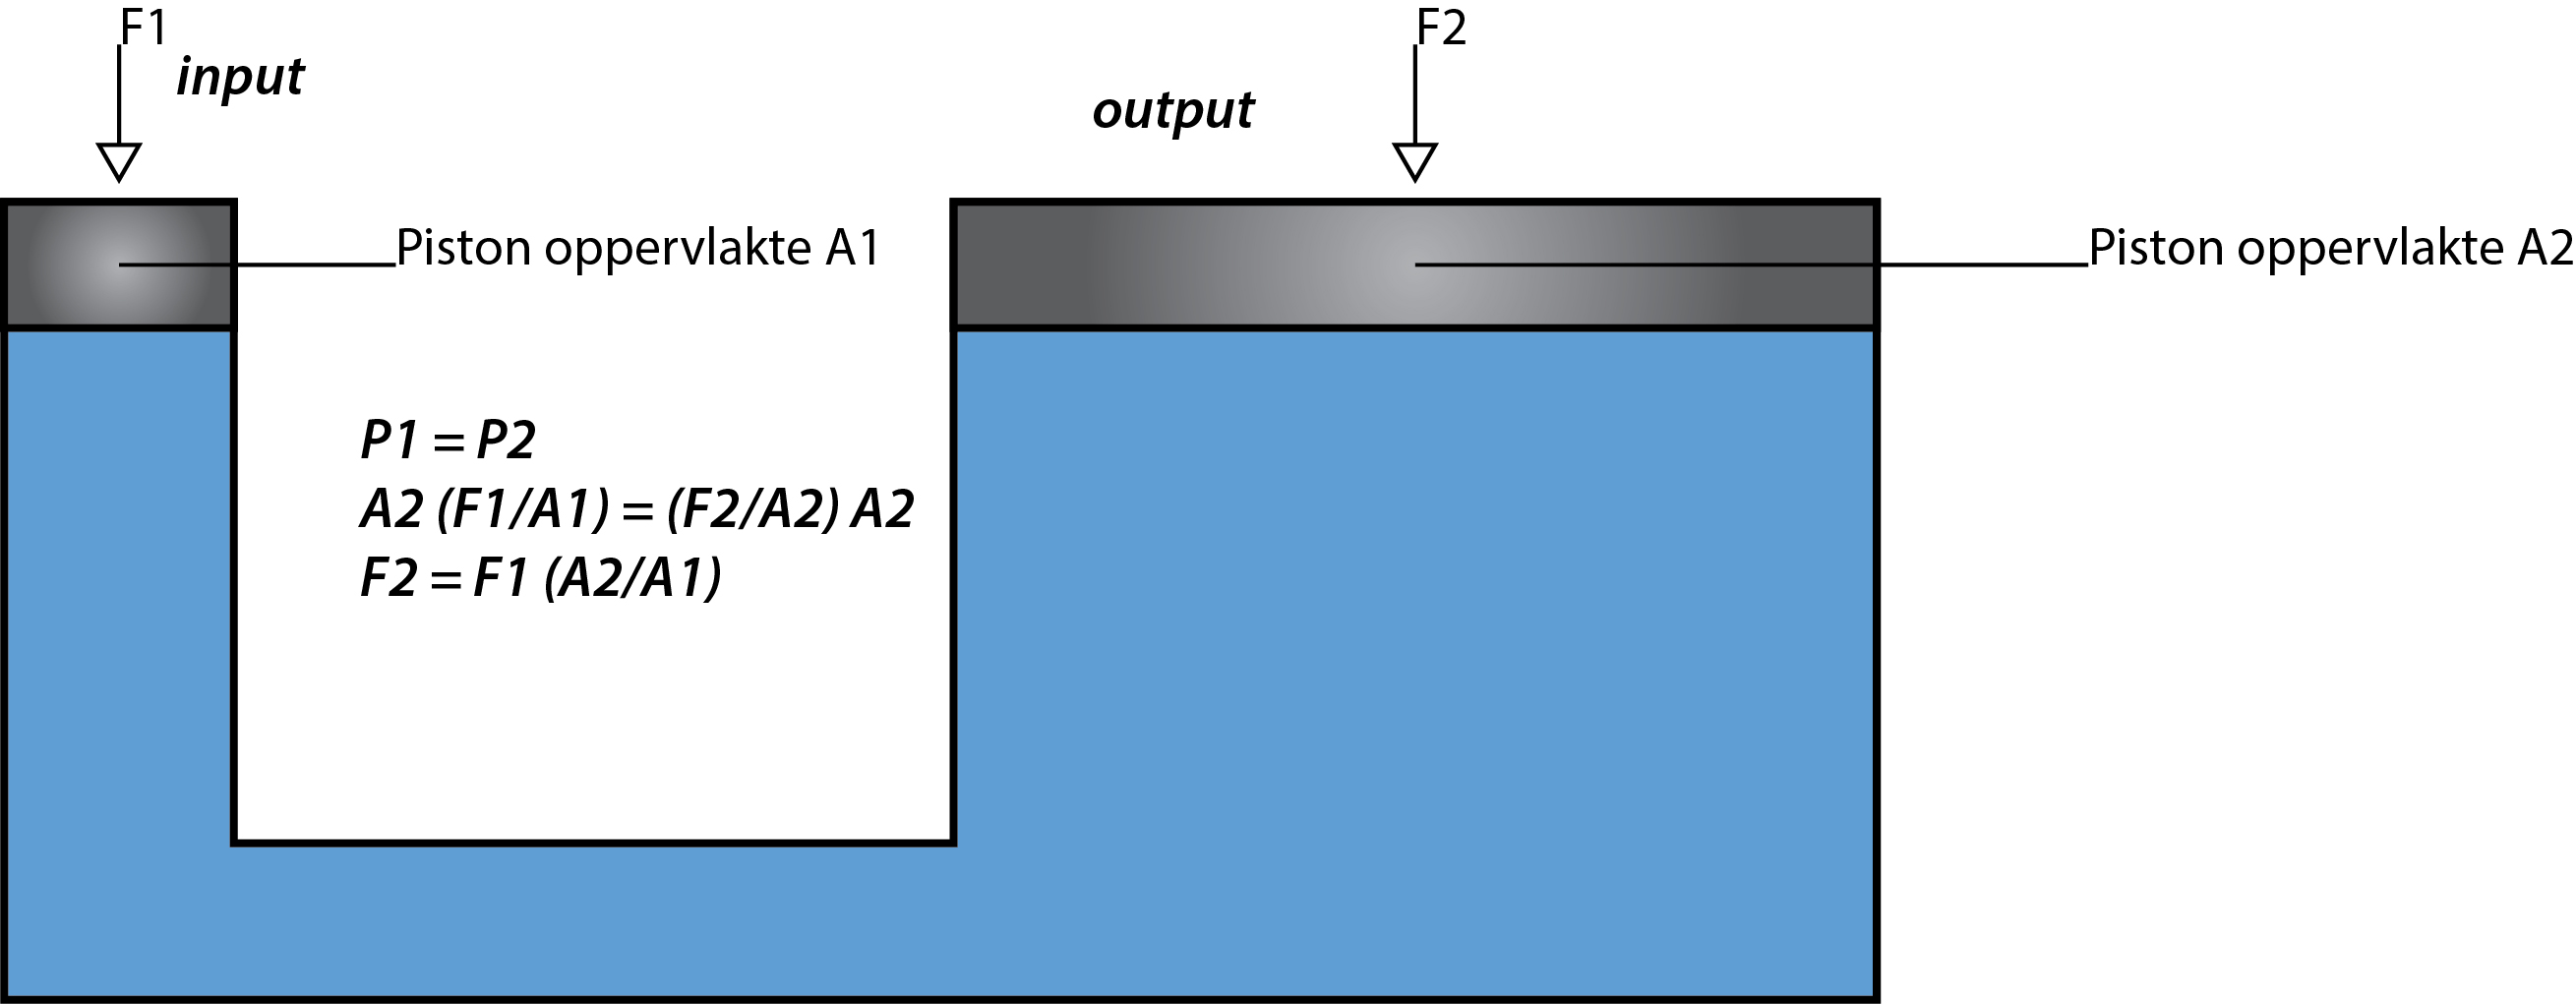 F1
input
F2
output
Piston oppervlakte A1
Piston oppervlakte A2
P1 = P2
A2 (F1/A1) = (F2/A2) A2
F2 = F1 (A2/A1)